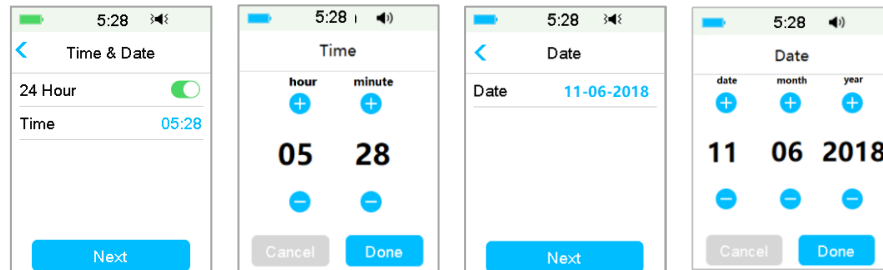 5:28
Time & Date
24 Hour
Time 05:28
Next
5:28
Time
hour minute
05 28
Cancel Done
5:28
Date
Date 11-06-2018
Next
5:28
Date
date month year
11 06 2018
Cancel Done